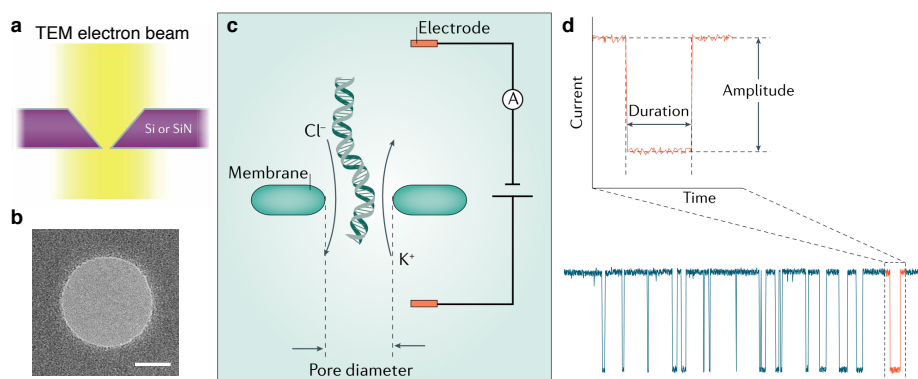 a
TEM electron beam
Si or SiN
b
c
Electrode
A
Cl⁻
Membrane
K⁺
Pore diameter
d
Current
Amplitude
Duration
Time